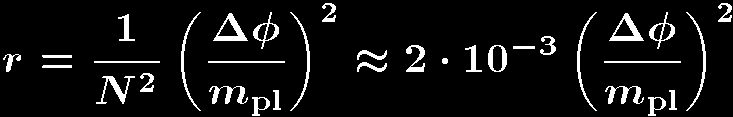 r = \frac{1}{N^2} \left( \frac{\Delta\phi}{m_{\mathrm{pl}}} \right)^2 \approx 2 \cdot 10^{-3} \left( \frac{\Delta\phi}{m_{\mathrm{pl}}} \right)^2